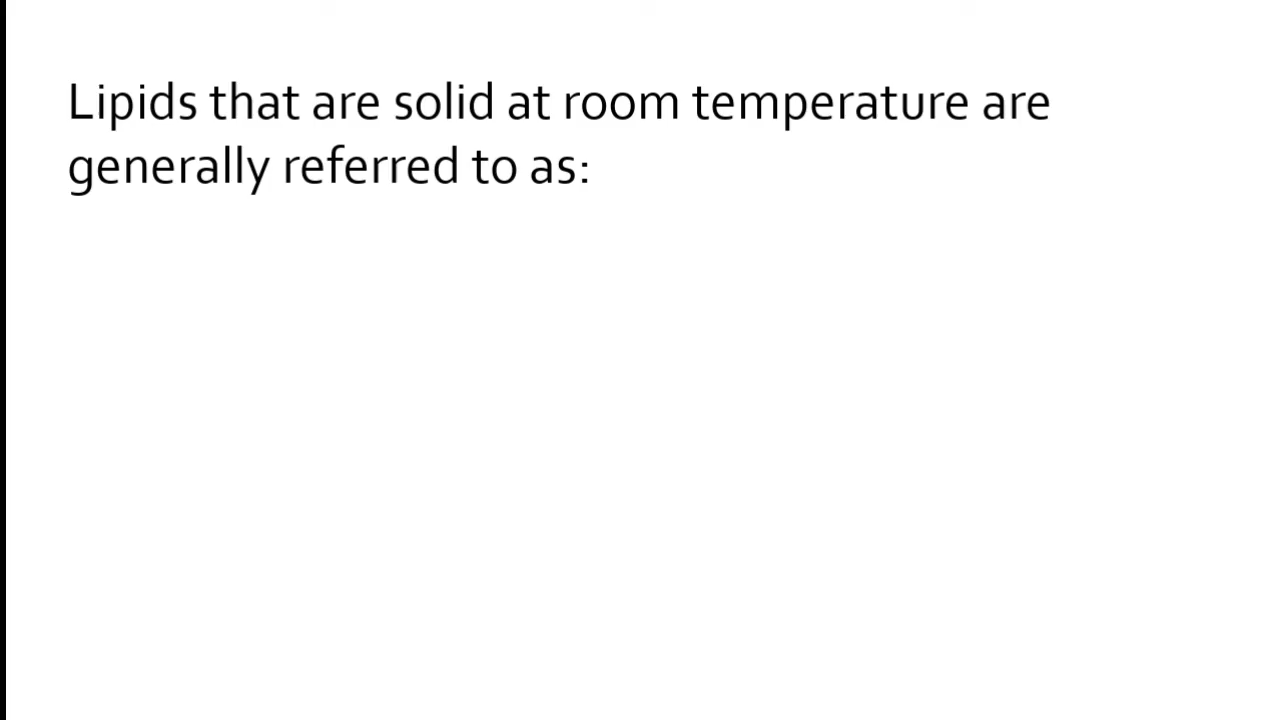 Lipids that are solid at room temperature are
generally referred to as: